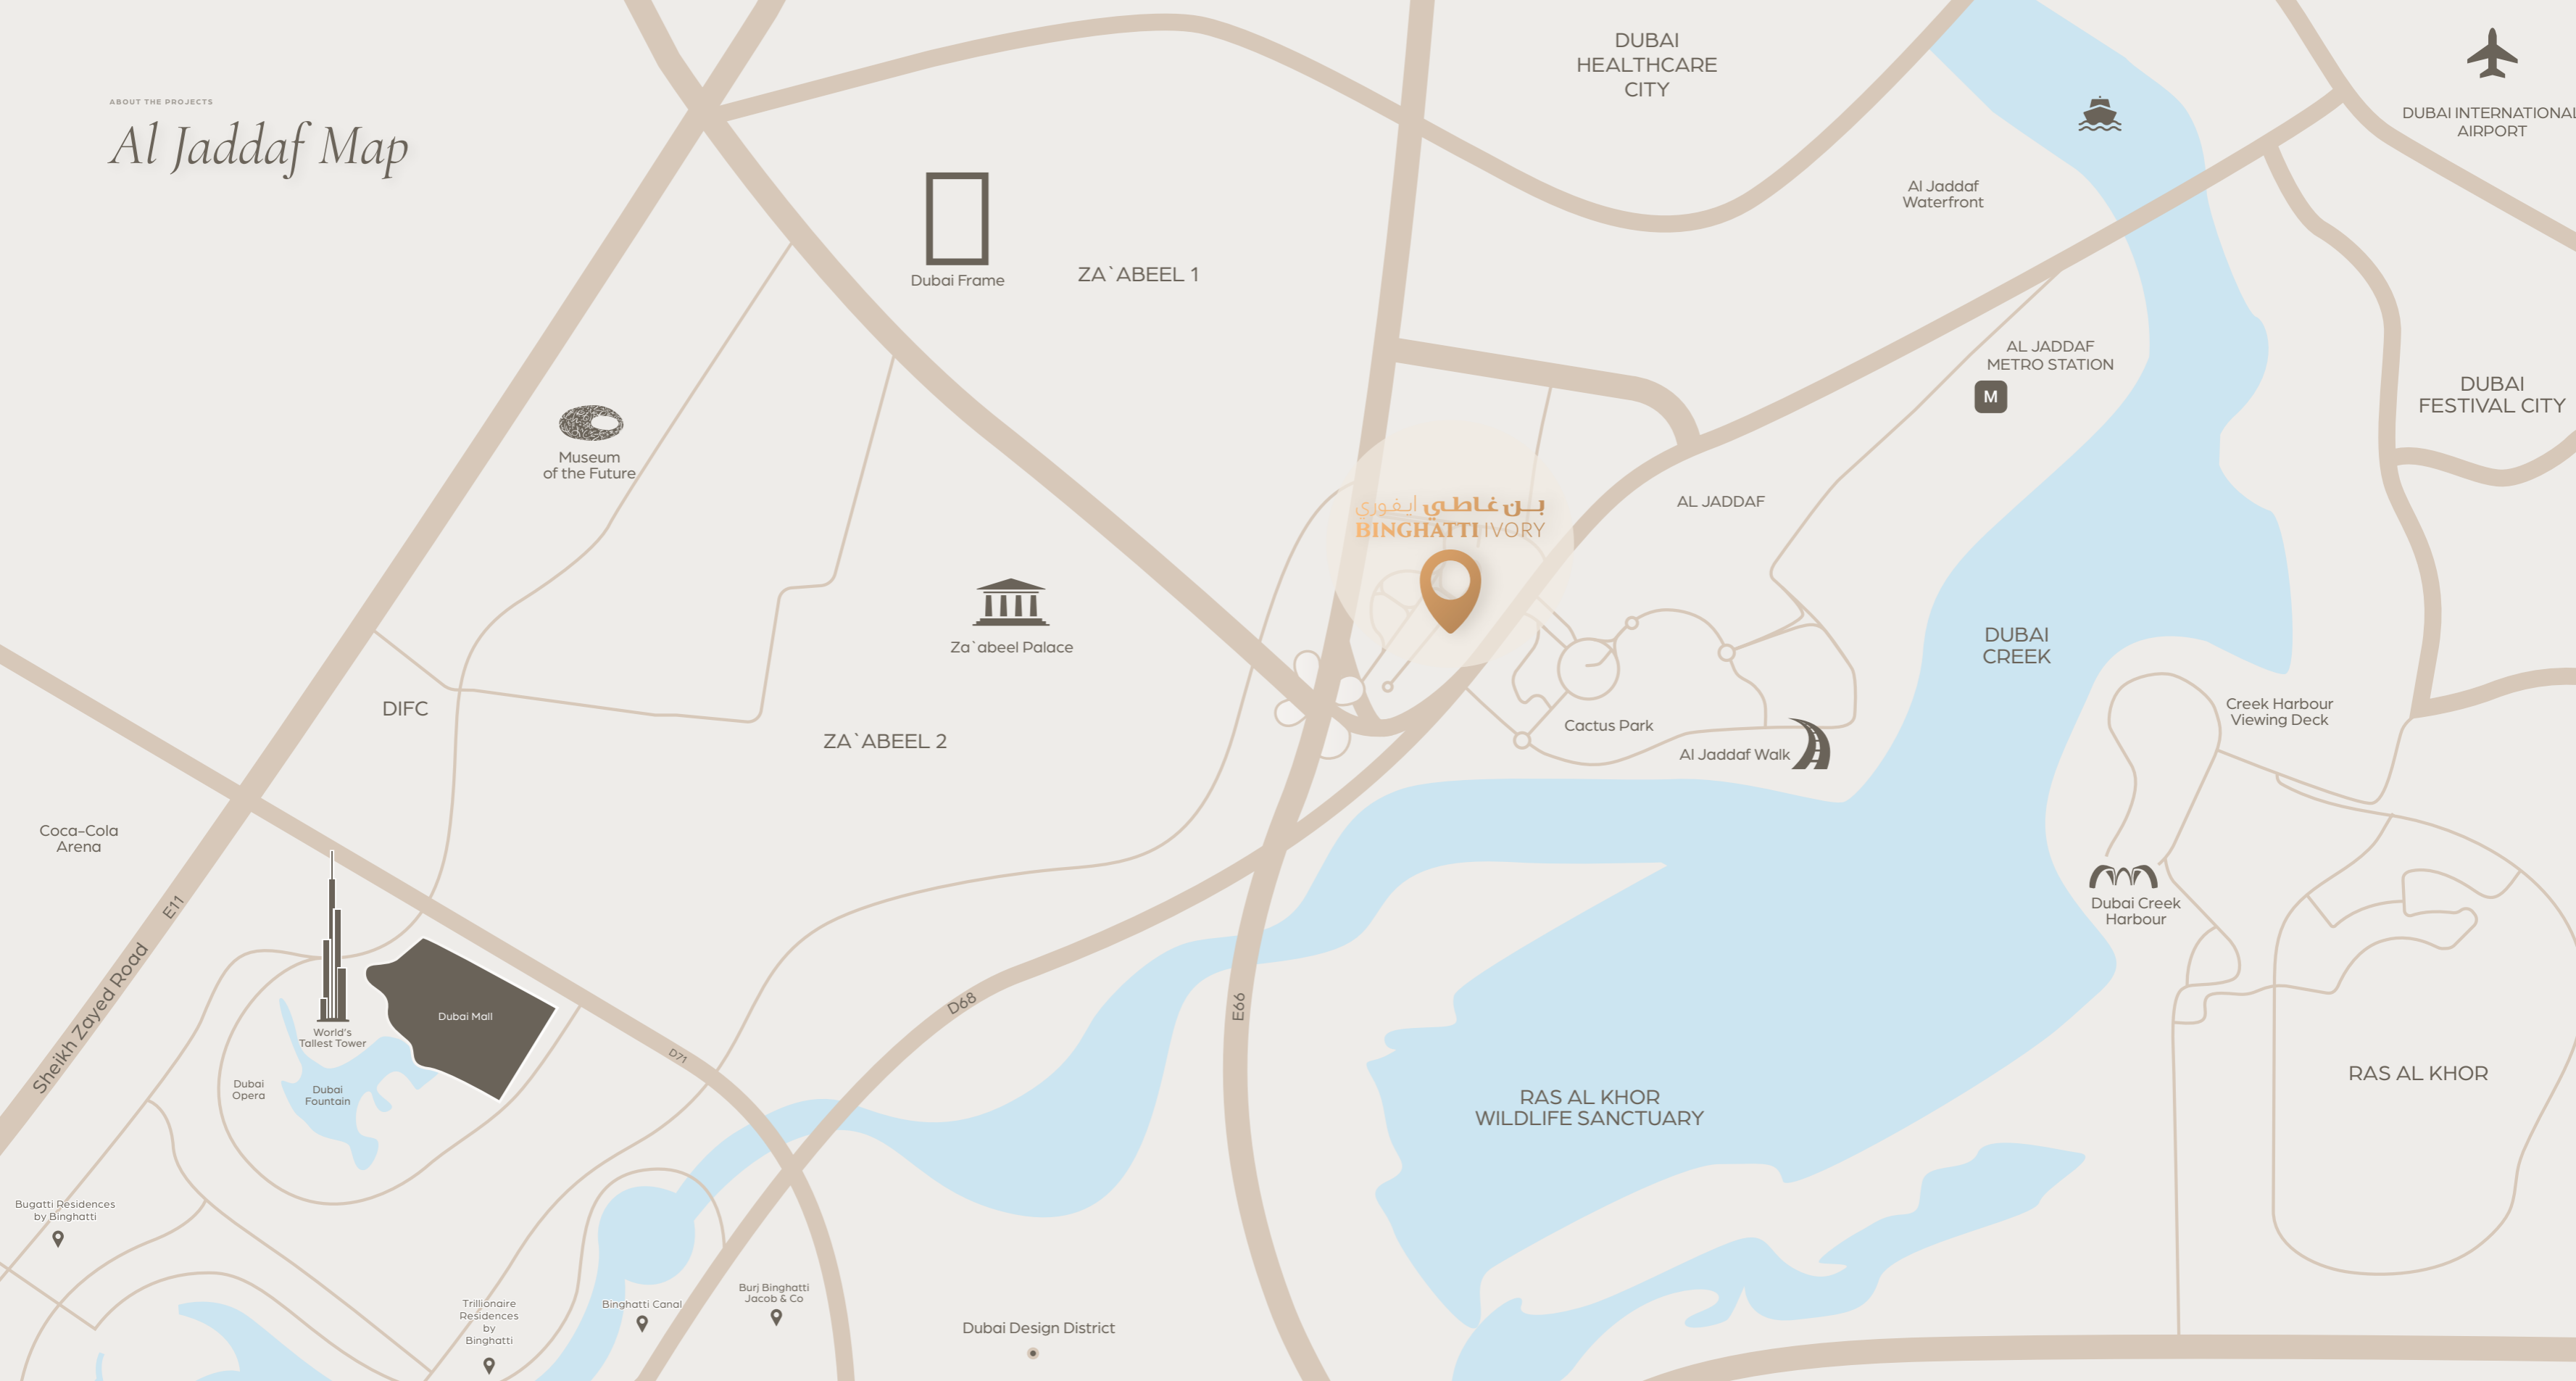 ABOUT THE PROJECTS
Al Jaddaf Map
DUBAI
HEALTHCARE
CITY
DUBAI INTERNATIONAL
AIRPORT
Al Jaddaf
Waterfront
Dubai Frame
ZA`ABEEL 1
AL JADDAF
METRO STATION
M
DUBAI
FESTIVAL CITY
Museum
of the Future
بن غاطي ايفوري
BINGHATTI IVORY
AL JADDAF
Za`abeel Palace
DUBAI
CREEK
DIFC
ZA`ABEEL 2
Cactus Park
Al Jaddaf Walk
Creek Harbour
Viewing Deck
Coca-Cola
Arena
E11
Sheikh Zayed Road
Dubai Creek
Harbour
World's
Tallest Tower
Dubai Mall
D68
E66
D71
Dubai
Opera
Dubai
Fountain
RAS AL KHOR
WILDLIFE SANCTUARY
RAS AL KHOR
Bugatti Residences
by Binghatti
Trillionaire
Residences
by
Binghatti
Binghatti Canal
Burj Binghatti
Jacob & Co
Dubai Design District